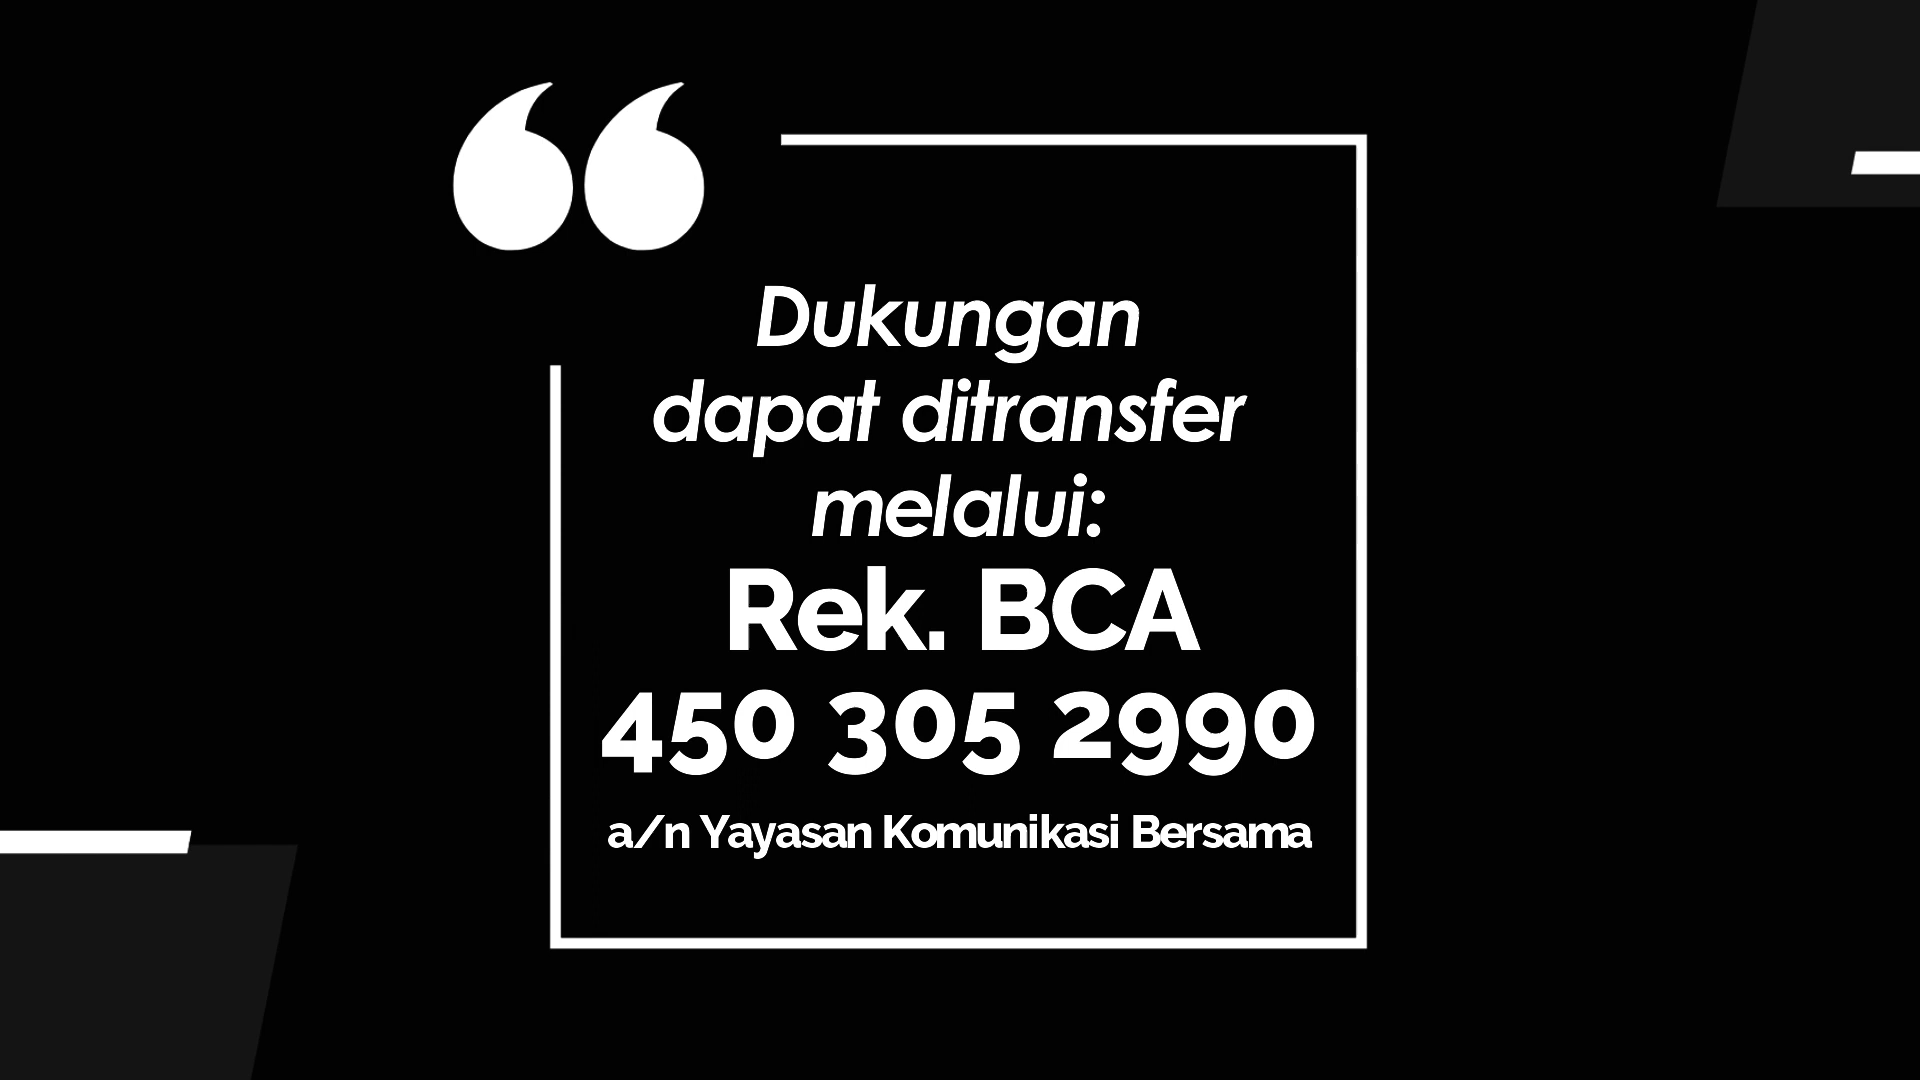 Dukungan
dapat ditransfer
melalui:
Rek. BCA
450 305 2990
a/n Yayasan Komunikasi Bersama